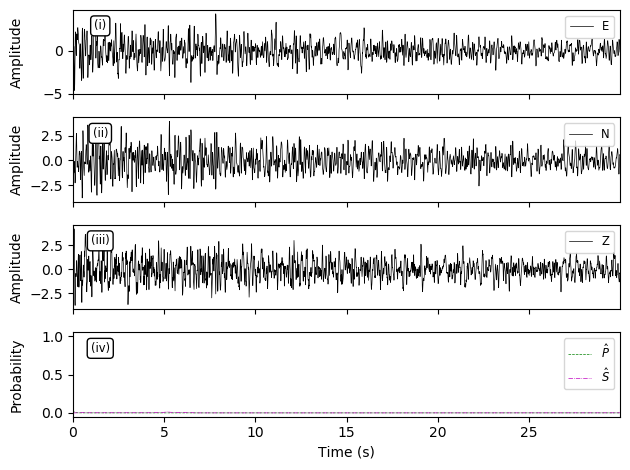 Amplitude
0
−5
(i)
E
Amplitude
2.5
0.0
−2.5
(ii)
N
Amplitude
2.5
0.0
−2.5
(iii)
Z
Probability
1.0
0.5
0.0
(iv)
P̂
Ŝ
0 5 10 15 20 25
Time (s)